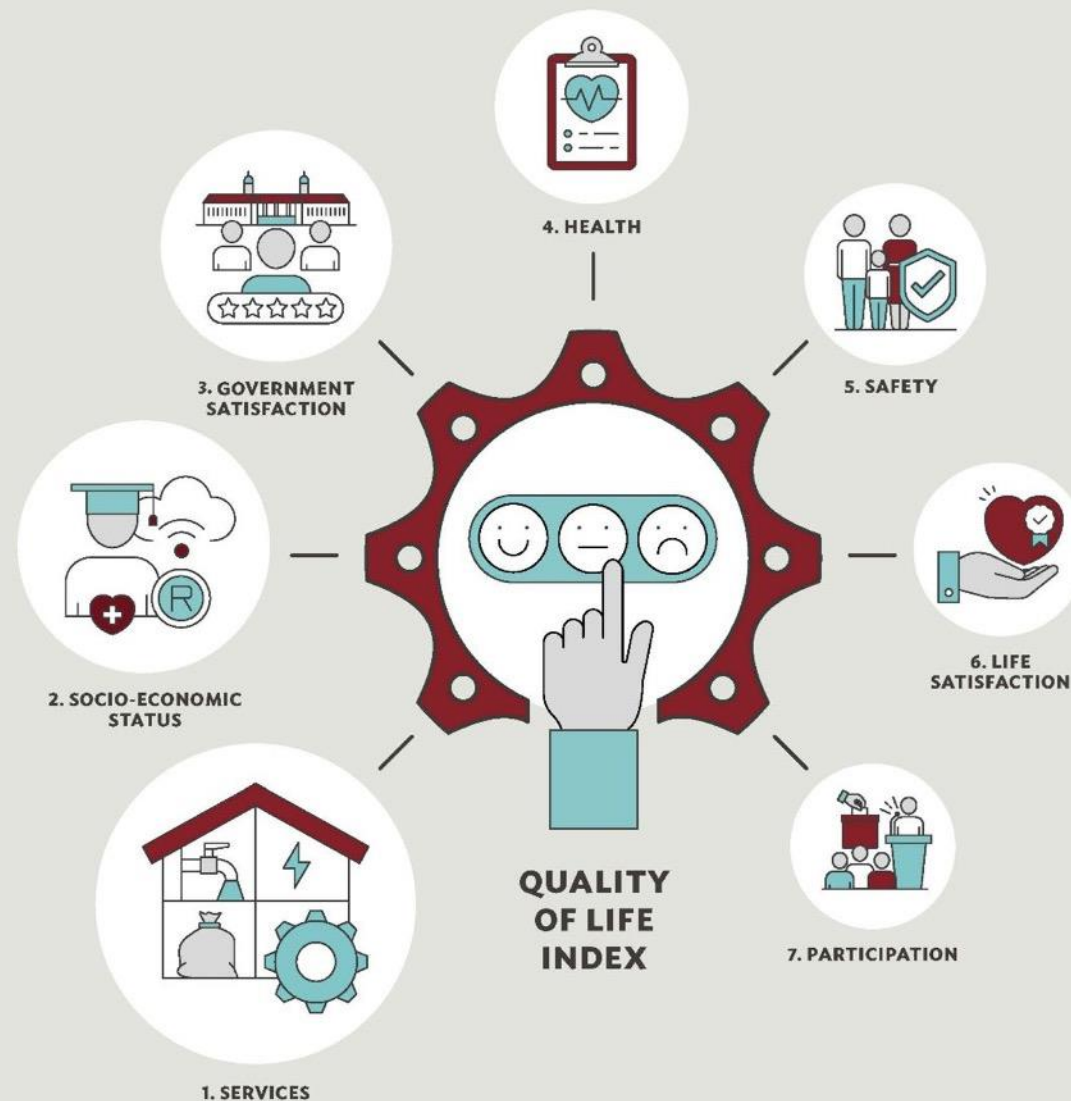 4. HEALTH
3. GOVERNMENT
SATISFACTION
5. SAFETY
2. SOCIO-ECONOMIC
STATUS
R
6. LIFE
SATISFACTION
QUALITY
OF LIFE
INDEX
7. PARTICIPATION
1. SERVICES